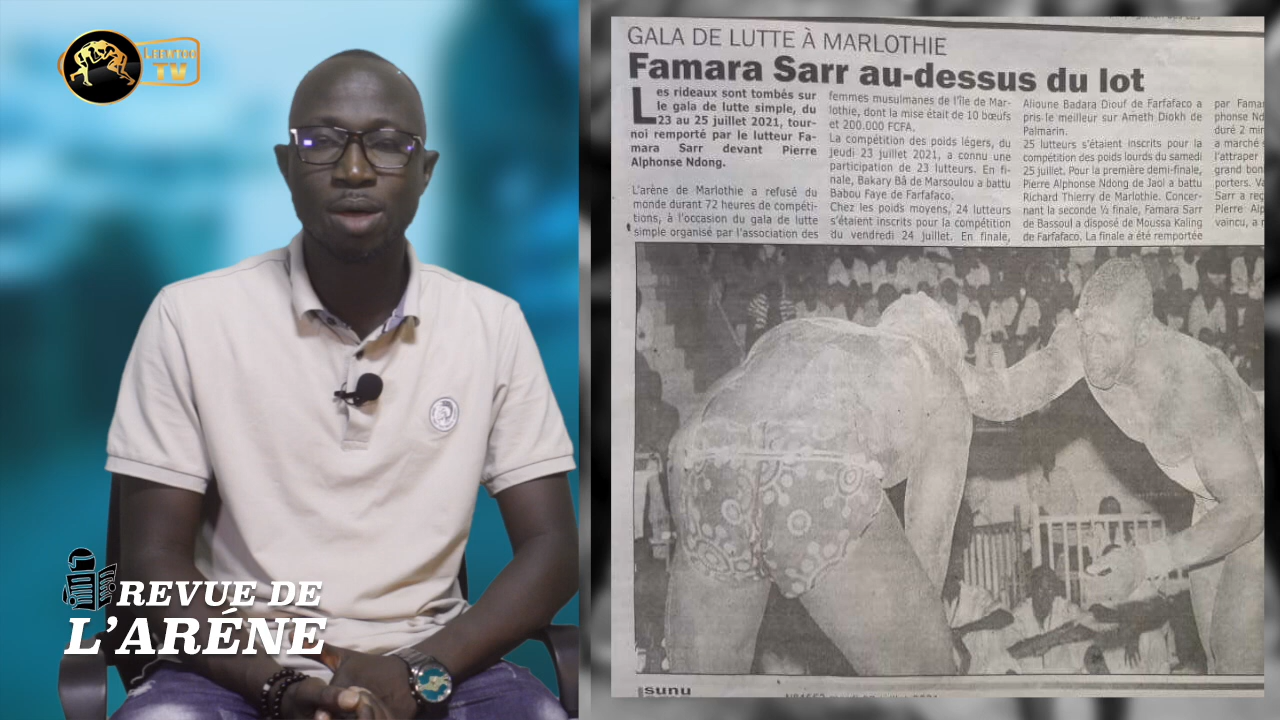 LEEWTOO
TV
REVUE DE
L'ARÉNE
GALA DE LUTTE À MARLOTHIE
Famara Sarr au-dessus du lot
Les rideaux sont tombés sur
le gala de lutte simple, du
23 au 25 juillet 2021, tour-
noi remporté par le lutteur Fa-
mara Sarr devant Pierre
Alphonse Ndong.
L'arène de Marlothie a refusé du
monde durant 72 heures de compéti-
tions, à l'occasion du gala de lutte
simple organisé par l'association des
femmes musulmanes de l'île de Mar-
lothie, dont la mise était de 10 bœufs
et 200.000 FCFA.
La compétition des poids légers, du
jeudi 23 juillet 2021, a connu une
participation de 23 lutteurs. En fi-
nale, Bakary Bâ de Marsoulou a battu
Babou Faye de Farfafaco.
Chez les poids moyens, 24 lutteurs
s'étaient inscrits pour la compétition
du vendredi 24 juillet. En finale,
Alioune Badara Diouf de Farfafaco a
pris le meilleur sur Ameth Diokh de
Palmarin.
25 lutteurs s'étaient inscrits pour la
compétition des poids lourds du samedi
25 juillet. Pour la première demi-finale,
Pierre Alphonse Ndong de Jaol a battu
Richard Thierry de Marlothie. Concer-
nant la seconde ½ finale, Famara Sarr
de Bassoul a disposé de Moussa Kaling
de Farfafaco. La finale a été remportée
par Famar
phonse Nd
duré 2 min
a marché
l'attraper
grand bon
porters. Va
Sarr a reç
Pierre Alp
vaincu, a r
sunu